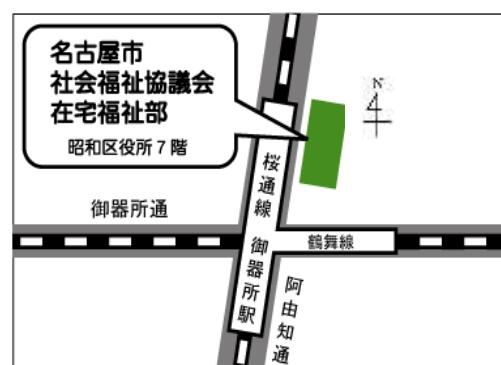 名古屋市
社会福祉協議会
在宅福祉部
昭和区役所7階
N
御器所通
桜通線
御器所駅
鶴舞線
阿由知通